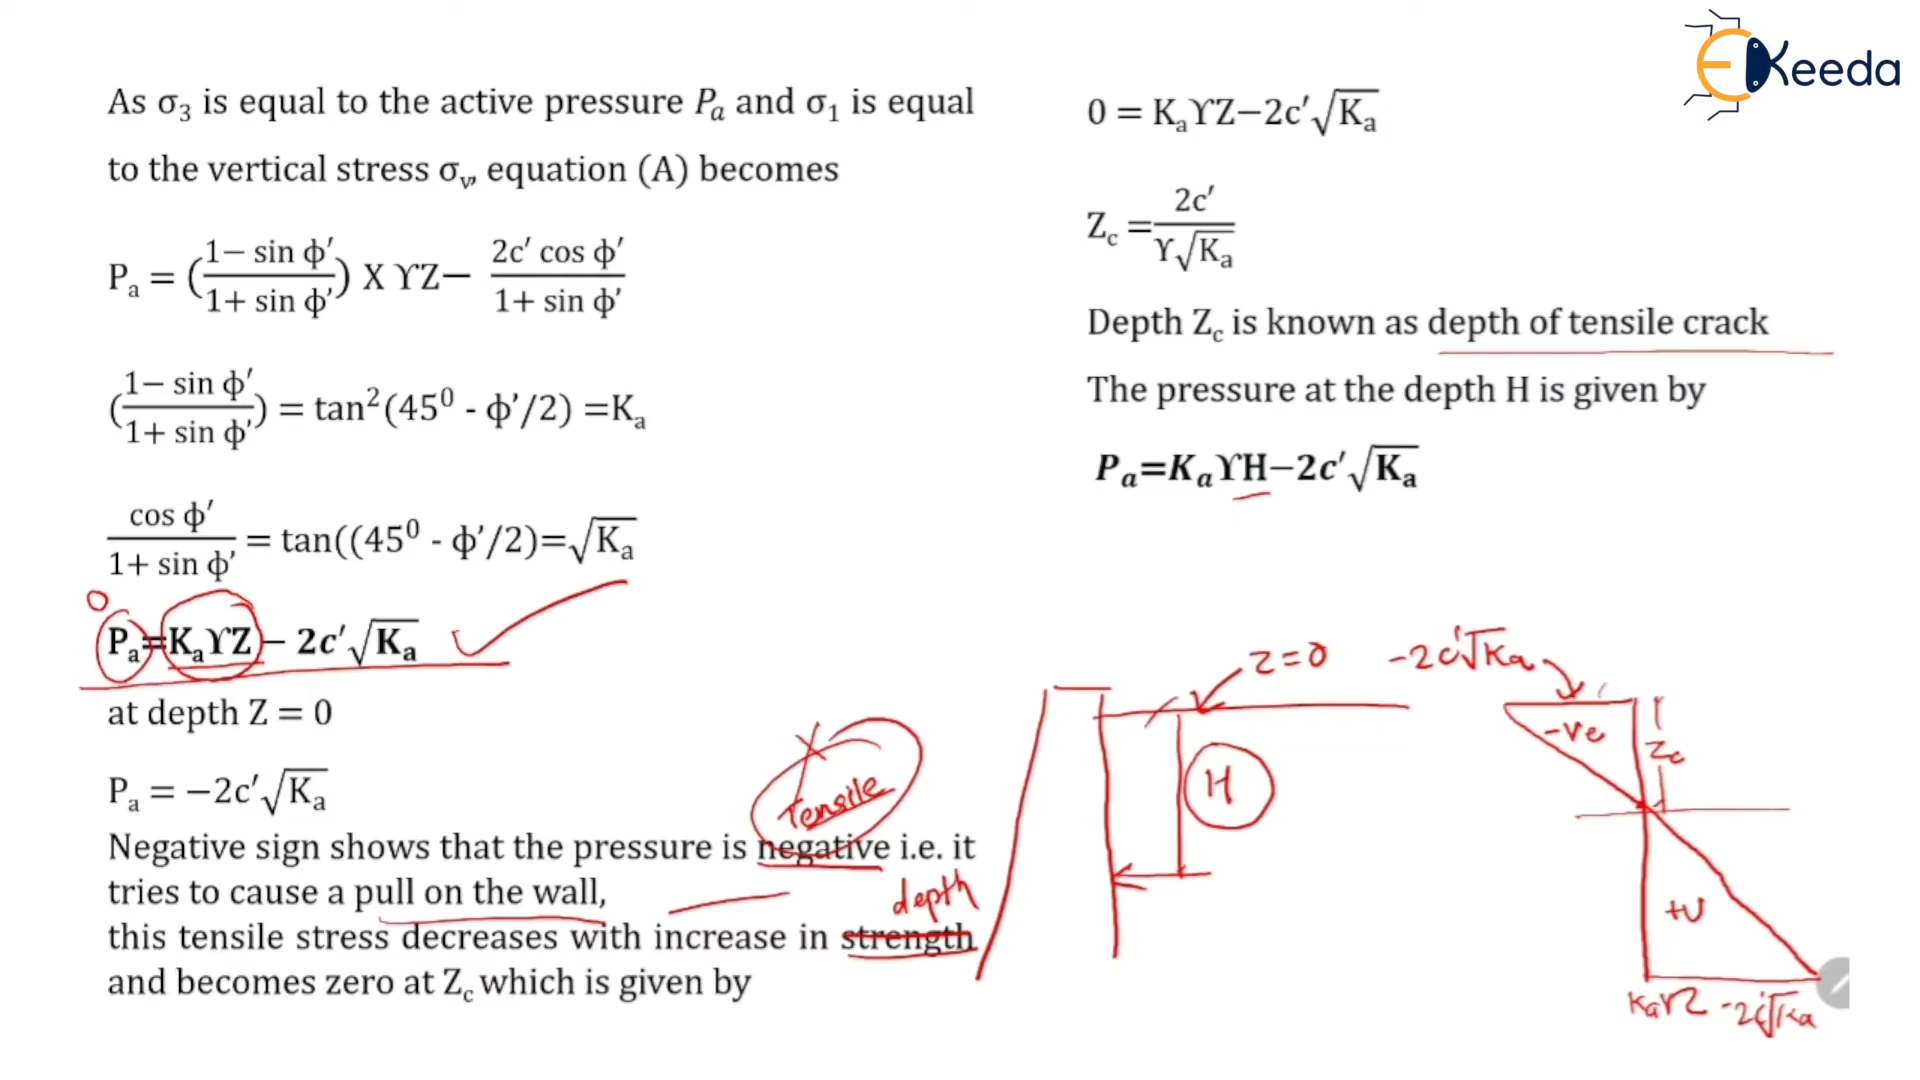 As σ₃ is equal to the active pressure Pₐ and σ₁ is equal
to the vertical stress σᵥ, equation (A) becomes
Pₐ = (1− sin ϕ′ / 1+ sin ϕ′) X ϒZ− 2c′ cos ϕ′ / 1+ sin ϕ′
(1− sin ϕ′ / 1+ sin ϕ′) = tan²(45⁰ - ϕ′/2) =Kₐ
cos ϕ′ / 1+ sin ϕ′ = tan((45⁰ - ϕ′/2)=√Kₐ
0
Pₐ=KₐϒZ− 2c′√Kₐ
at depth Z = 0
Pₐ = −2c′√Kₐ
Tensile
Negative sign shows that the pressure is negative i.e. it
tries to cause a pull on the wall,
depth
this tensile stress decreases with increase in strength
and becomes zero at Z꜀ which is given by
Keeda
0 = KₐϒZ−2c′√Kₐ
Z꜀ = 2c′ / ϒ√Kₐ
Depth Z꜀ is known as depth of tensile crack
The pressure at the depth H is given by
Pₐ=KₐϒH−2c′√Kₐ
z=0
-2c′√Ka
-ve
Zc
H
+v
KaγZ -2c′√Ka